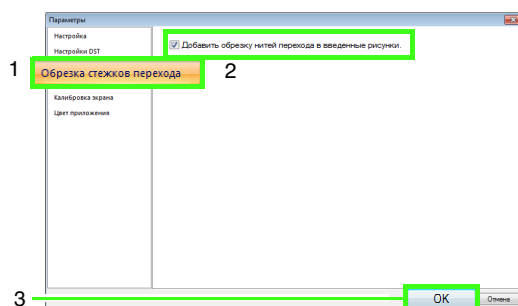 Параметры
Настройка
Настройки DST
1 Обрезка стежков перехода
Калибровка экрана
Цвет приложения
Добавить обрезку нитей перехода в введенные рисунки.
2
3
OK
Отмена